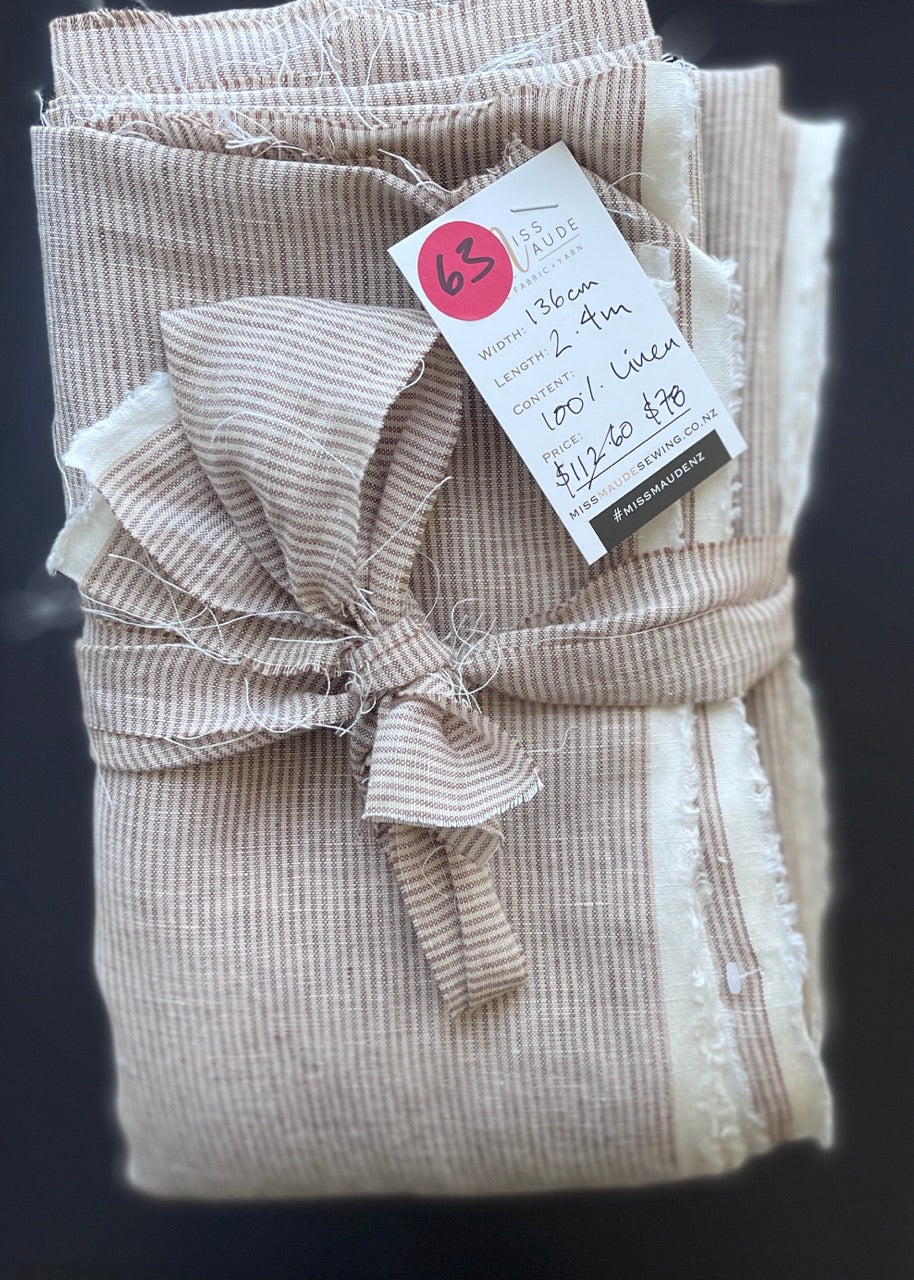 63
MISS
MAUDE
FABRIC + YARN
WIDTH: 136cm
LENGTH: 2.4m
CONTENT:
100% Linen
PRICE:
$112.60 $78
MISSMAUDESEWING.CO.NZ
#MISSMAUDENZ